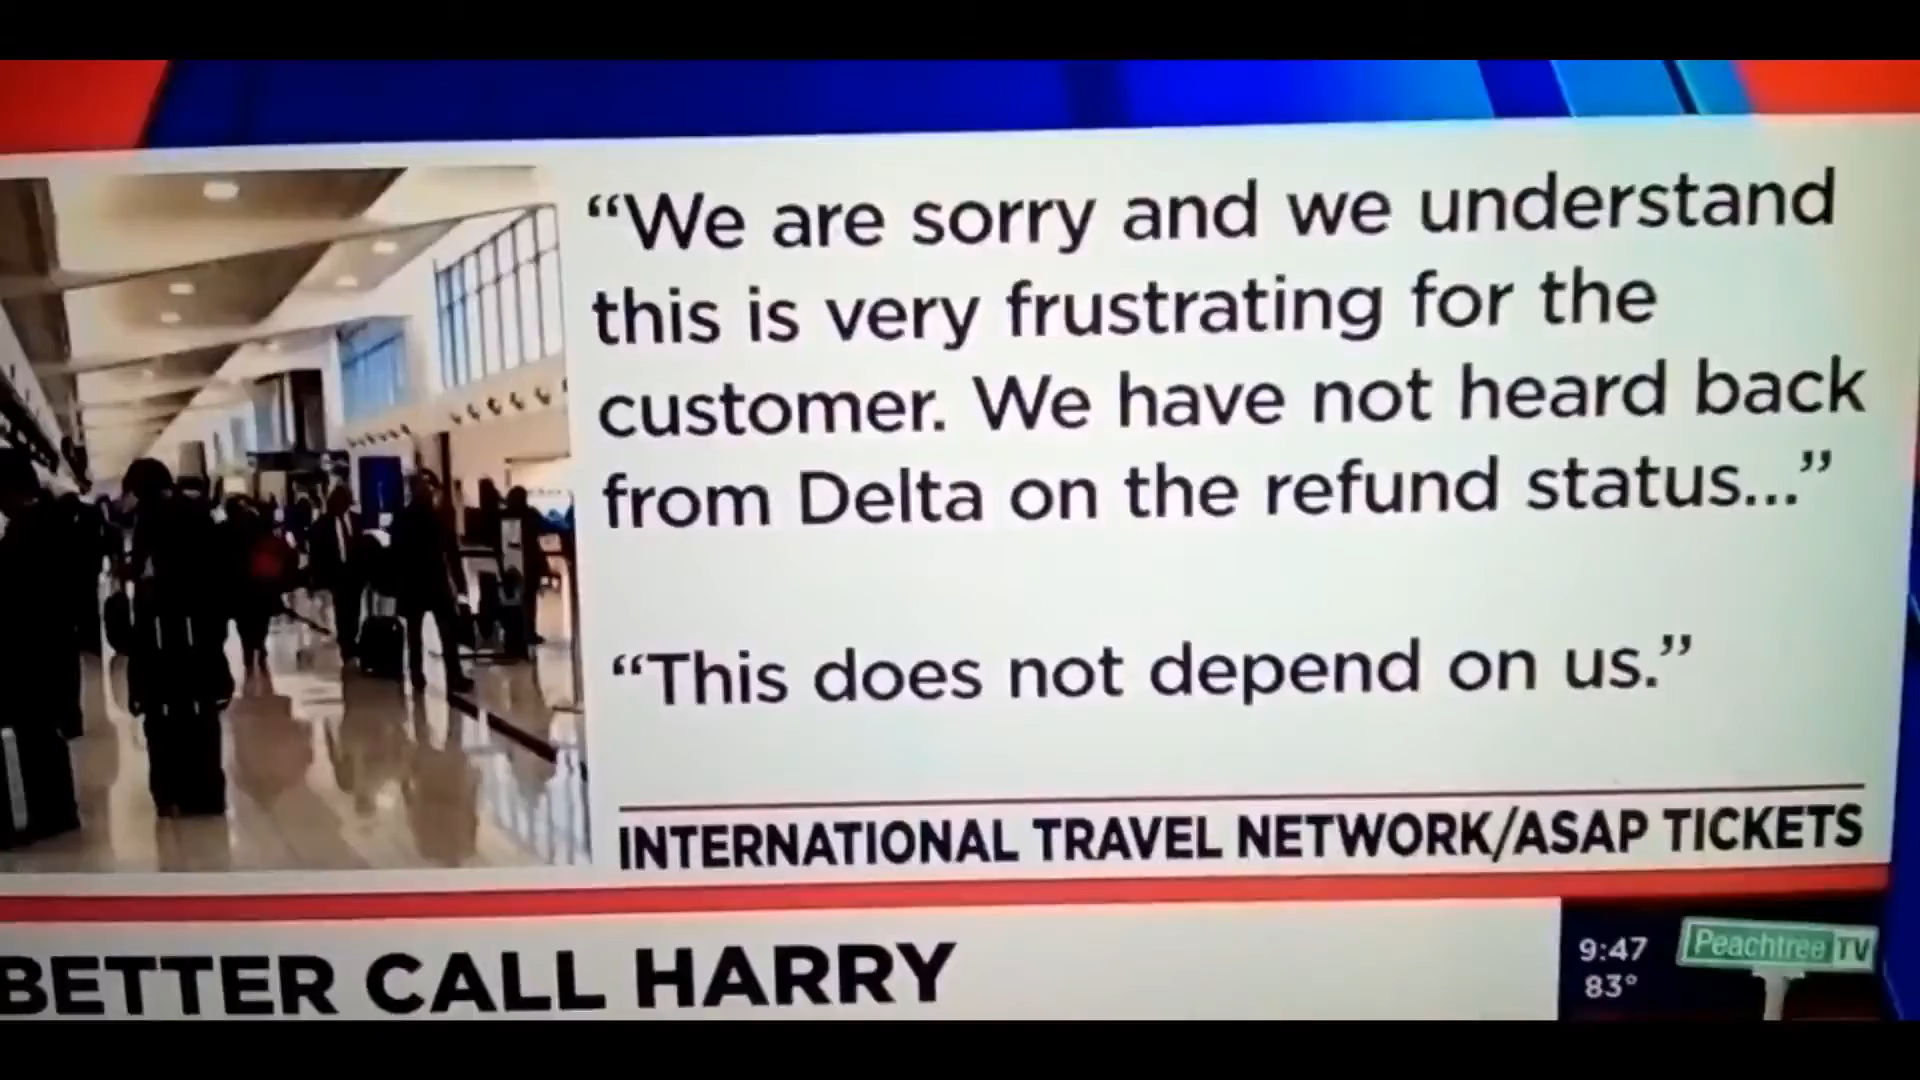 “We are sorry and we understand
this is very frustrating for the
customer. We have not heard back
from Delta on the refund status...”
“This does not depend on us.”
INTERNATIONAL TRAVEL NETWORK/ASAP TICKETS
BETTER CALL HARRY
9:47
83°
Peachtree TV